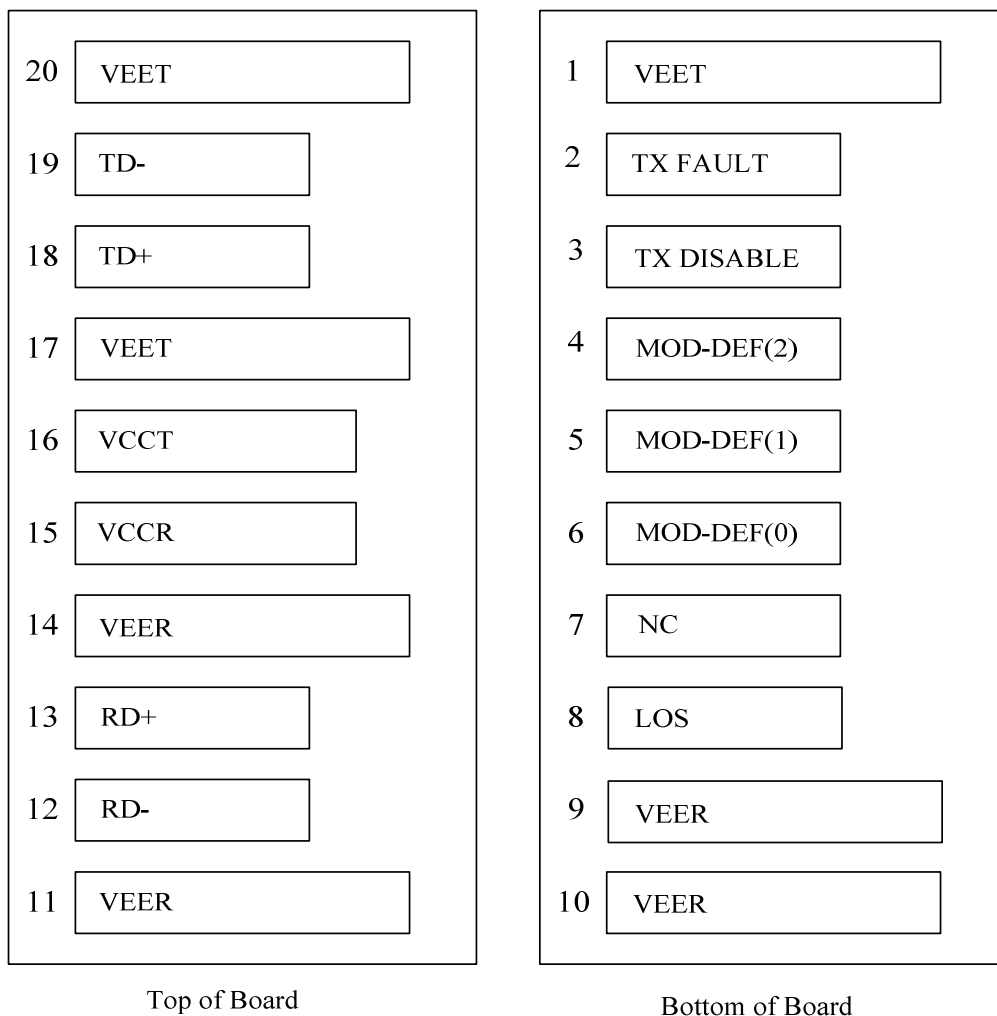 20 VEET
19 TD-
18 TD+
17 VEET
16 VCCT
15 VCCR
14 VEER
13 RD+
12 RD-
11 VEER
Top of Board
1 VEET
2 TX FAULT
3 TX DISABLE
4 MOD-DEF(2)
5 MOD-DEF(1)
6 MOD-DEF(0)
7 NC
8 LOS
9 VEER
10 VEER
Bottom of Board